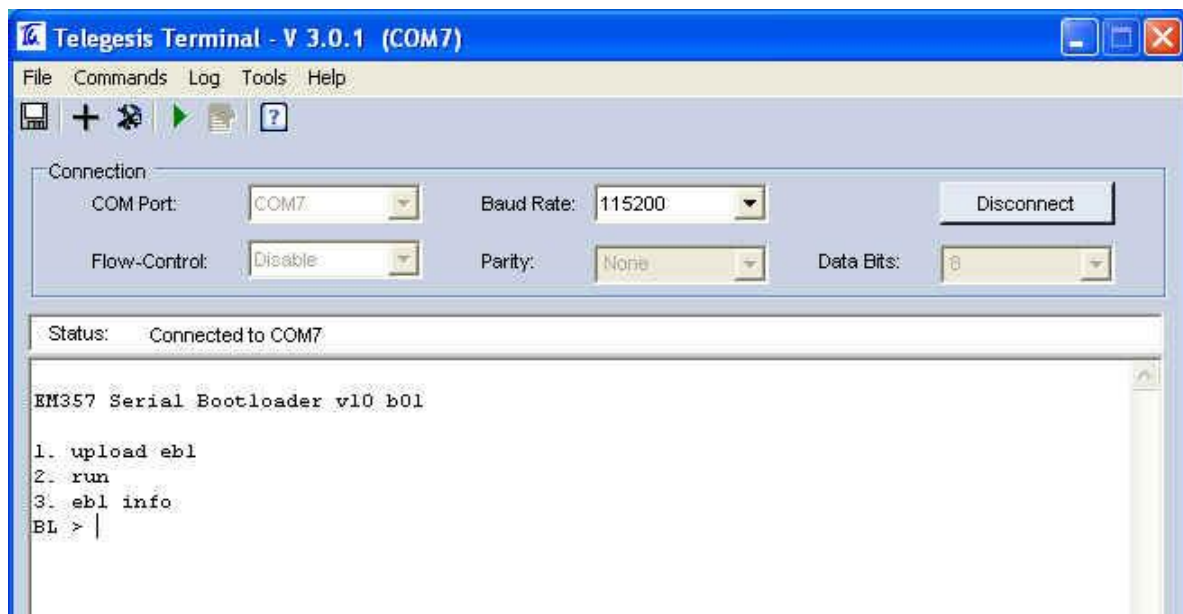 Telegesis Terminal - V 3.0.1 (COM7)
File Commands Log Tools Help
Connection
COM Port: COM7 Baud Rate: 115200 Disconnect
Flow-Control: Disable Parity: None Data Bits: 8
Status: Connected to COM7
EM357 Serial Bootloader v10 b01
1. upload ebl
2. run
3. ebl info
BL >